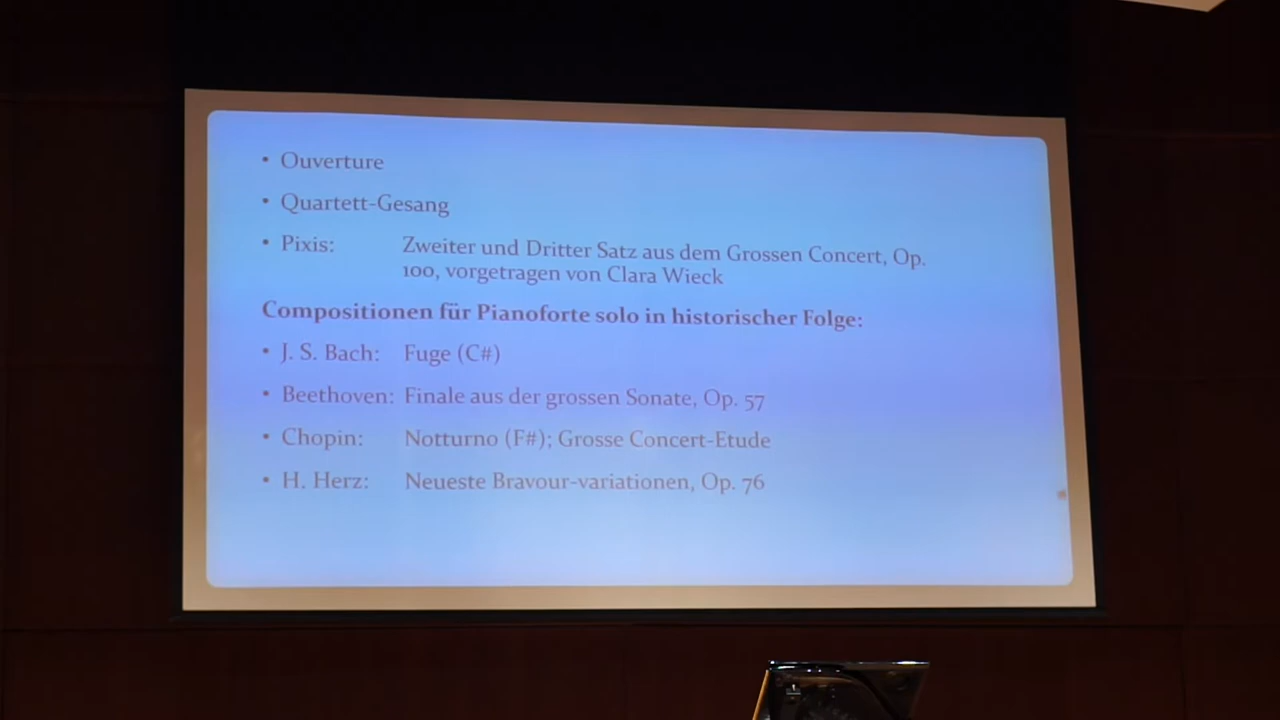 • Ouverture
• Quartett-Gesang
• Pixis: Zweiter und Dritter Satz aus dem Grossen Concert, Op.
100, vorgetragen von Clara Wieck
Compositionen für Pianoforte solo in historischer Folge:
• J. S. Bach: Fuge (C#)
• Beethoven: Finale aus der grossen Sonate, Op. 57
• Chopin: Notturno (F#); Grosse Concert-Etude
• H. Herz: Neueste Bravour-variationen, Op. 76